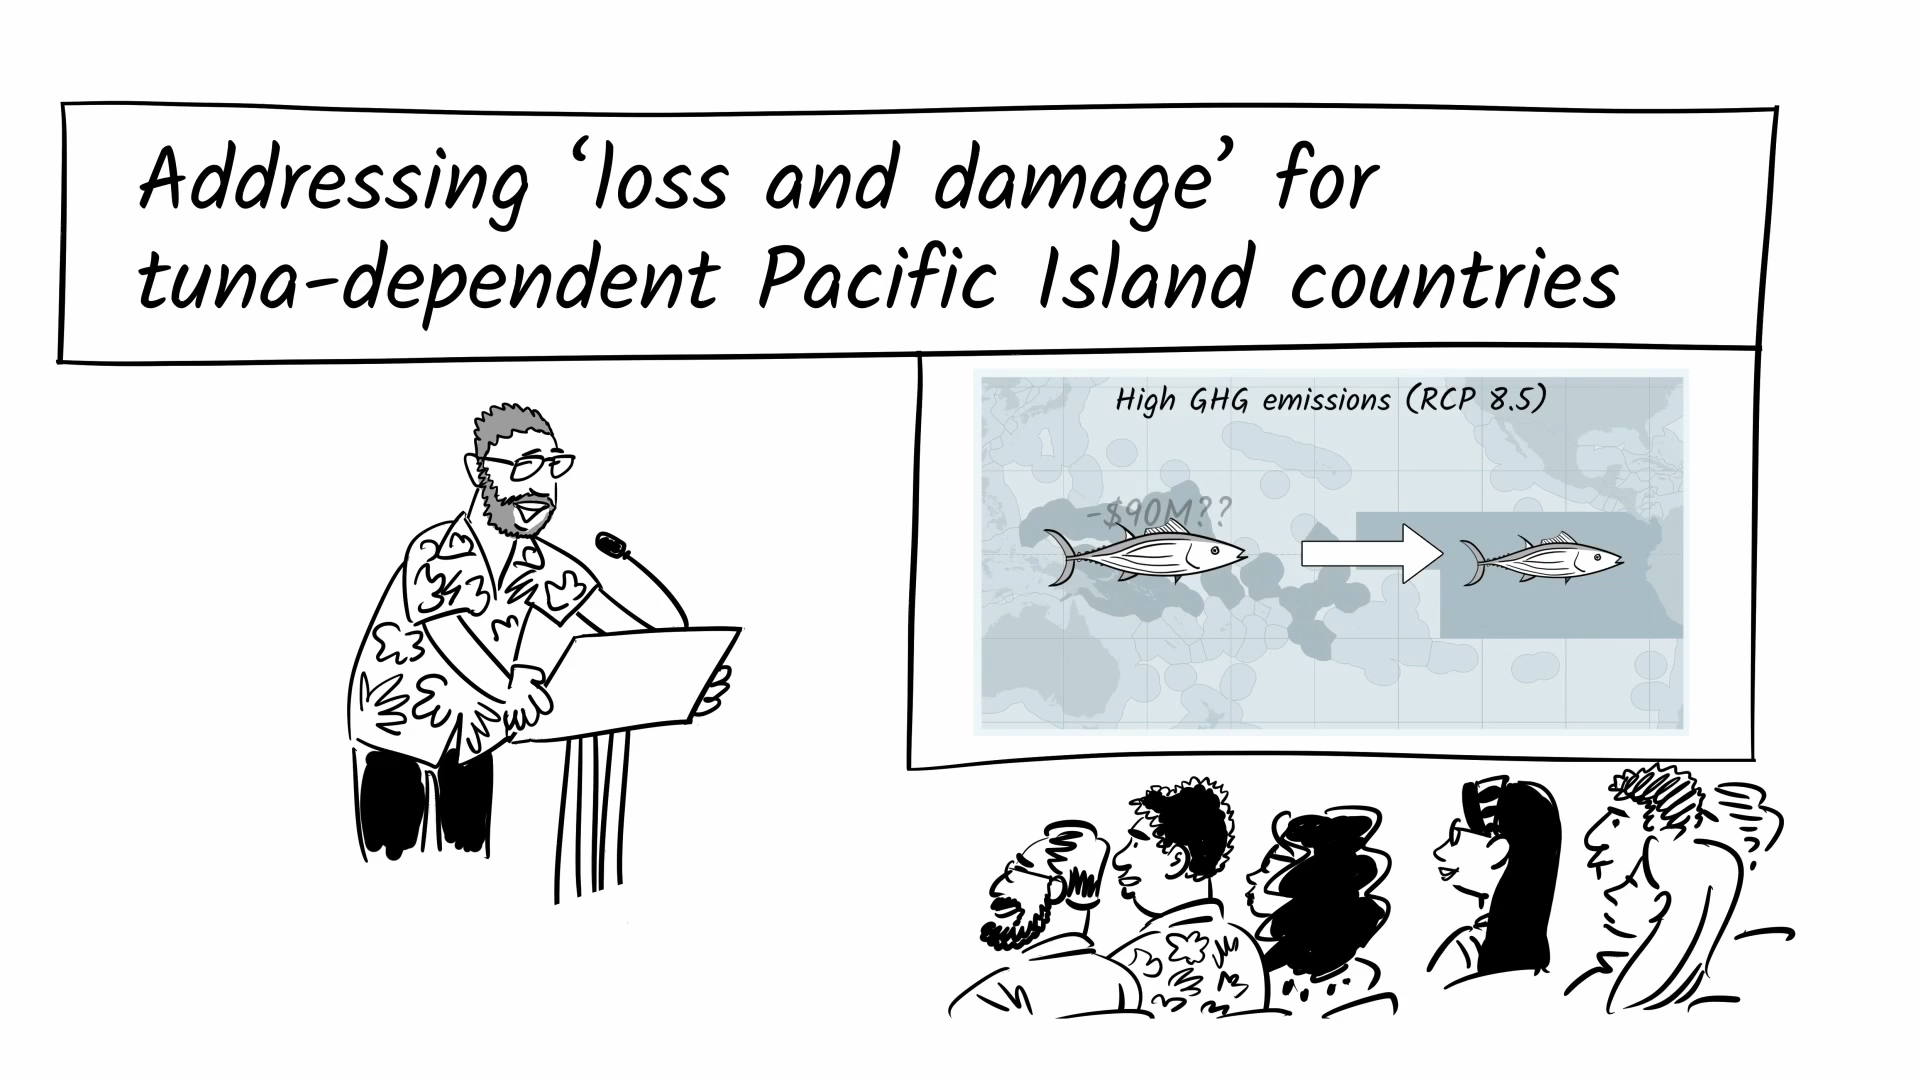 Addressing ‘loss and damage’ for
tuna-dependent Pacific Island countries
High GHG emissions (RCP 8.5)
-$90M??